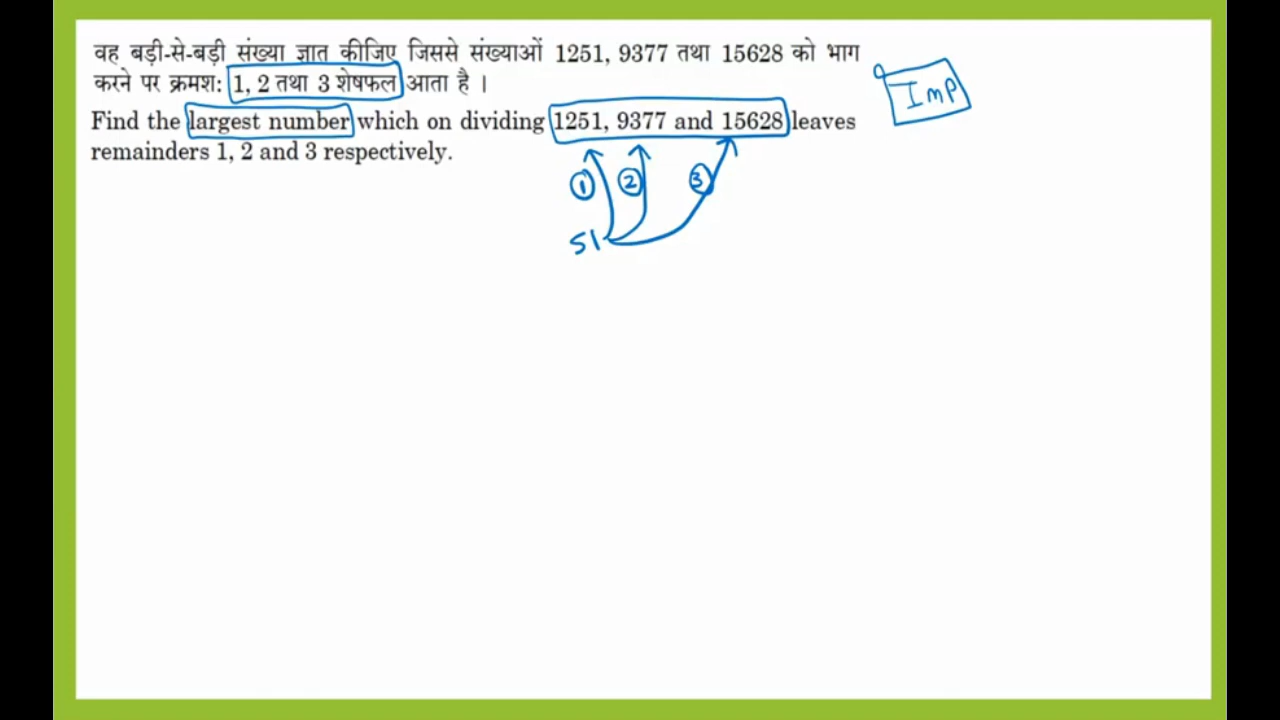 वह बड़ी-से-बड़ी संख्या ज्ञात कीजिए जिससे संख्याओं 1251, 9377 तथा 15628 को भाग
करने पर क्रमश: 1, 2 तथा 3 शेषफल आता है ।
Imp
Find the largest number which on dividing 1251, 9377 and 15628 leaves
remainders 1, 2 and 3 respectively.
1 2 3
51